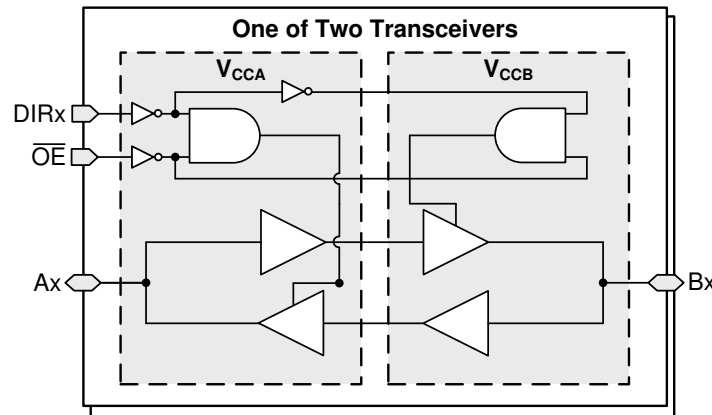 One of Two Transceivers
VCCA
VCCB
DIRx
OE
Ax
Bx